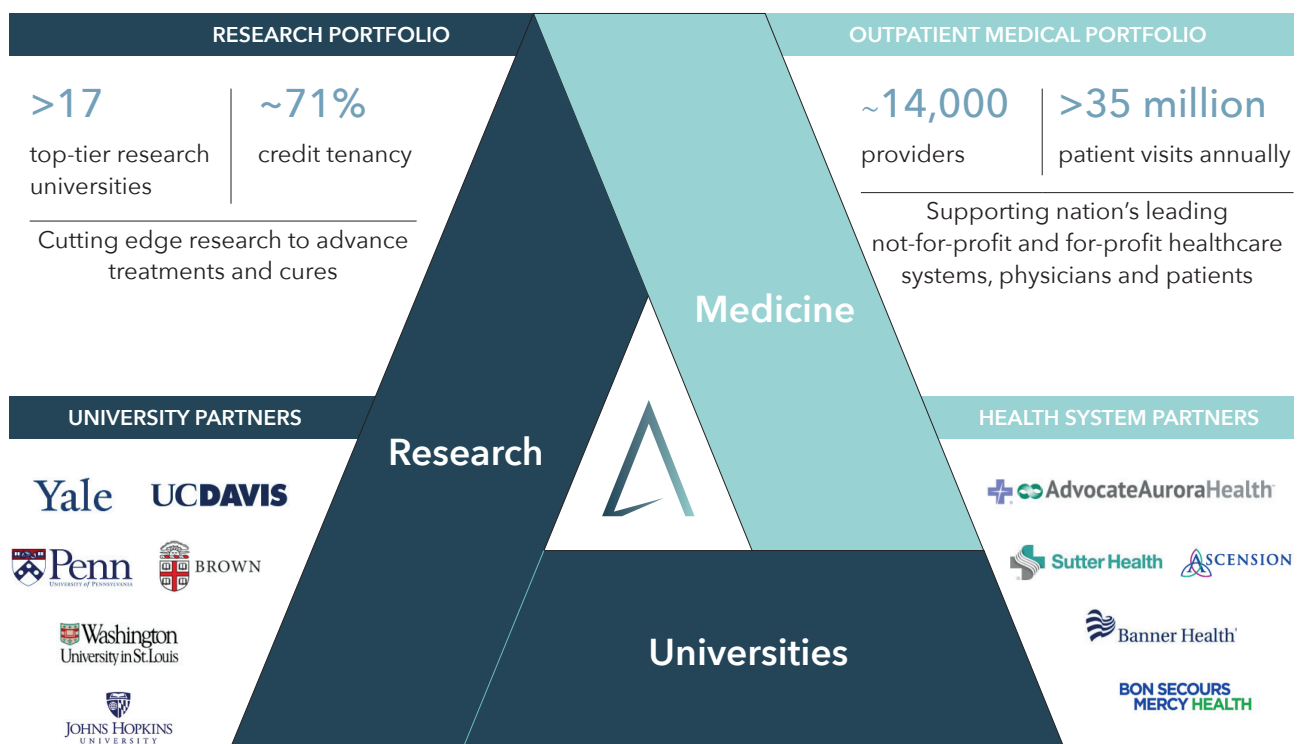 RESEARCH PORTFOLIO
>17
top-tier research
universities
~71%
credit tenancy
Cutting edge research to advance
treatments and cures
OUTPATIENT MEDICAL PORTFOLIO
~14,000
providers
>35 million
patient visits annually
Supporting nation’s leading
not-for-profit and for-profit healthcare
systems, physicians and patients
Medicine
Research
Universities
UNIVERSITY PARTNERS
Yale
UCDAVIS
Penn
UNIVERSITY of PENNSYLVANIA
BROWN
Washington
University in St. Louis
JOHNS HOPKINS
UNIVERSITY
HEALTH SYSTEM PARTNERS
AdvocateAuroraHealth
Sutter Health
ASCENSION
Banner Health
BON SECOURS
MERCY HEALTH